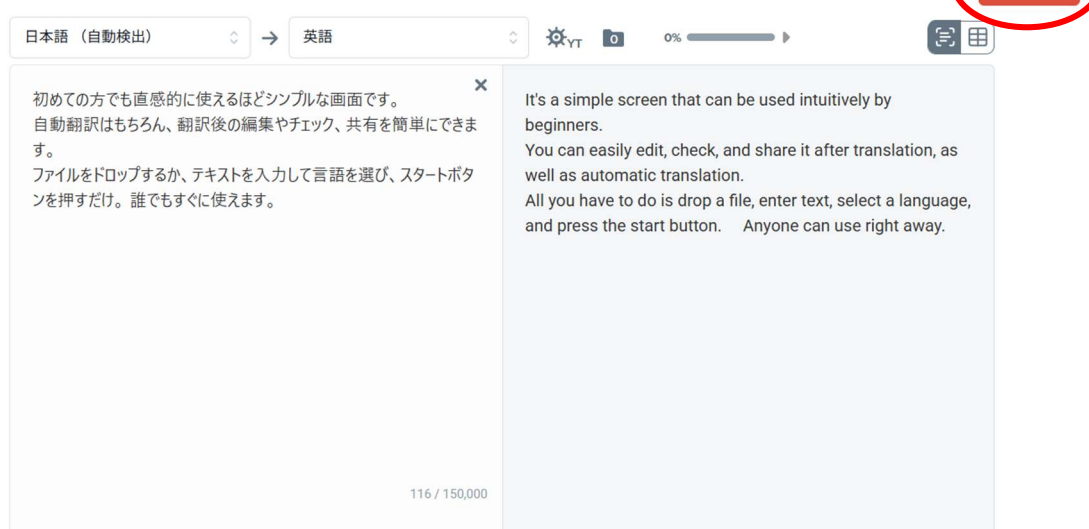 日本語 （自動検出）
英語
YT
0
0%
初めての方でも直感的に使えるほどシンプルな画面です。
自動翻訳はもちろん、翻訳後の編集やチェック、共有を簡単にできま
す。
ファイルをドロップするか、テキストを入力して言語を選び、スタートボタ
ンを押すだけ。誰でもすぐに使えます。
116 / 150,000
It's a simple screen that can be used intuitively by
beginners.
You can easily edit, check, and share it after translation, as
well as automatic translation.
All you have to do is drop a file, enter text, select a language,
and press the start button. Anyone can use right away.